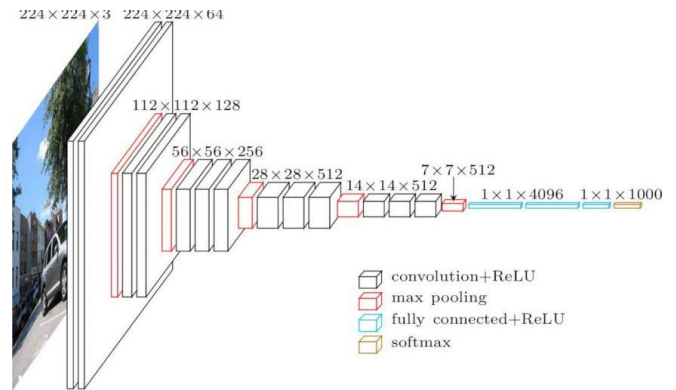 224×224×3
224×224×64
112×112×128
56×56×256
28×28×512
14×14×512
7×7×512
1×1×4096
1×1×1000
convolution+ReLU
max pooling
fully connected+ReLU
softmax